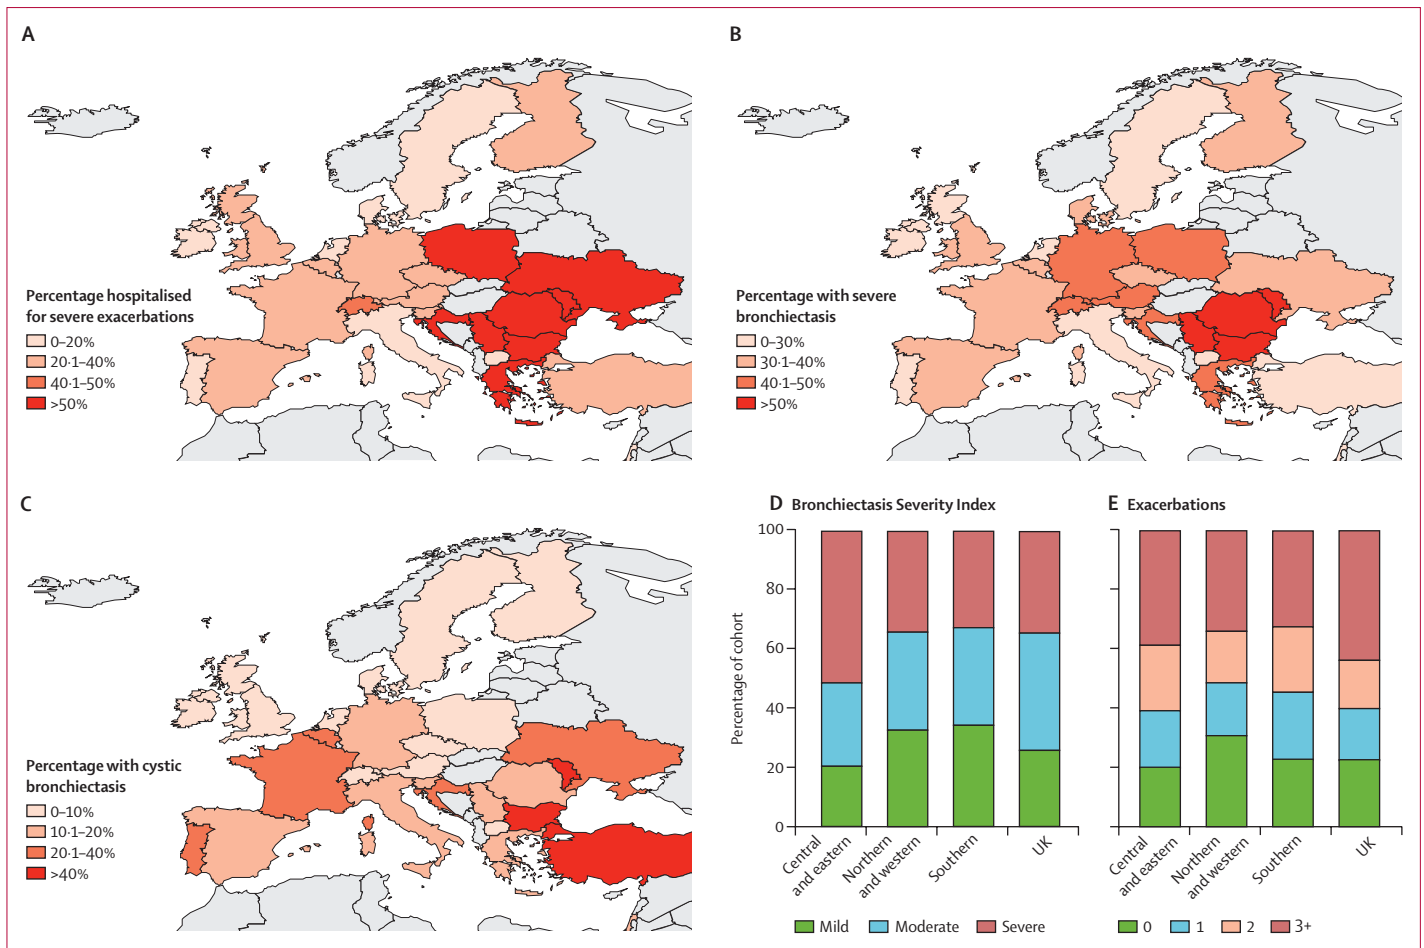 A
Percentage hospitalised
for severe exacerbations
0–20%
20·1–40%
40·1–50%
>50%
B
Percentage with severe
bronchiectasis
0–30%
30·1–40%
40·1–50%
>50%
C
Percentage with cystic
bronchiectasis
0–10%
10·1–20%
20·1–40%
>40%
D Bronchiectasis Severity Index
Percentage of cohort
100
80
60
40
20
0
Central
and eastern
Northern
and western
Southern
UK
Mild
Moderate
Severe
E Exacerbations
Central
and eastern
Northern
and western
Southern
UK
0
1
2
3+